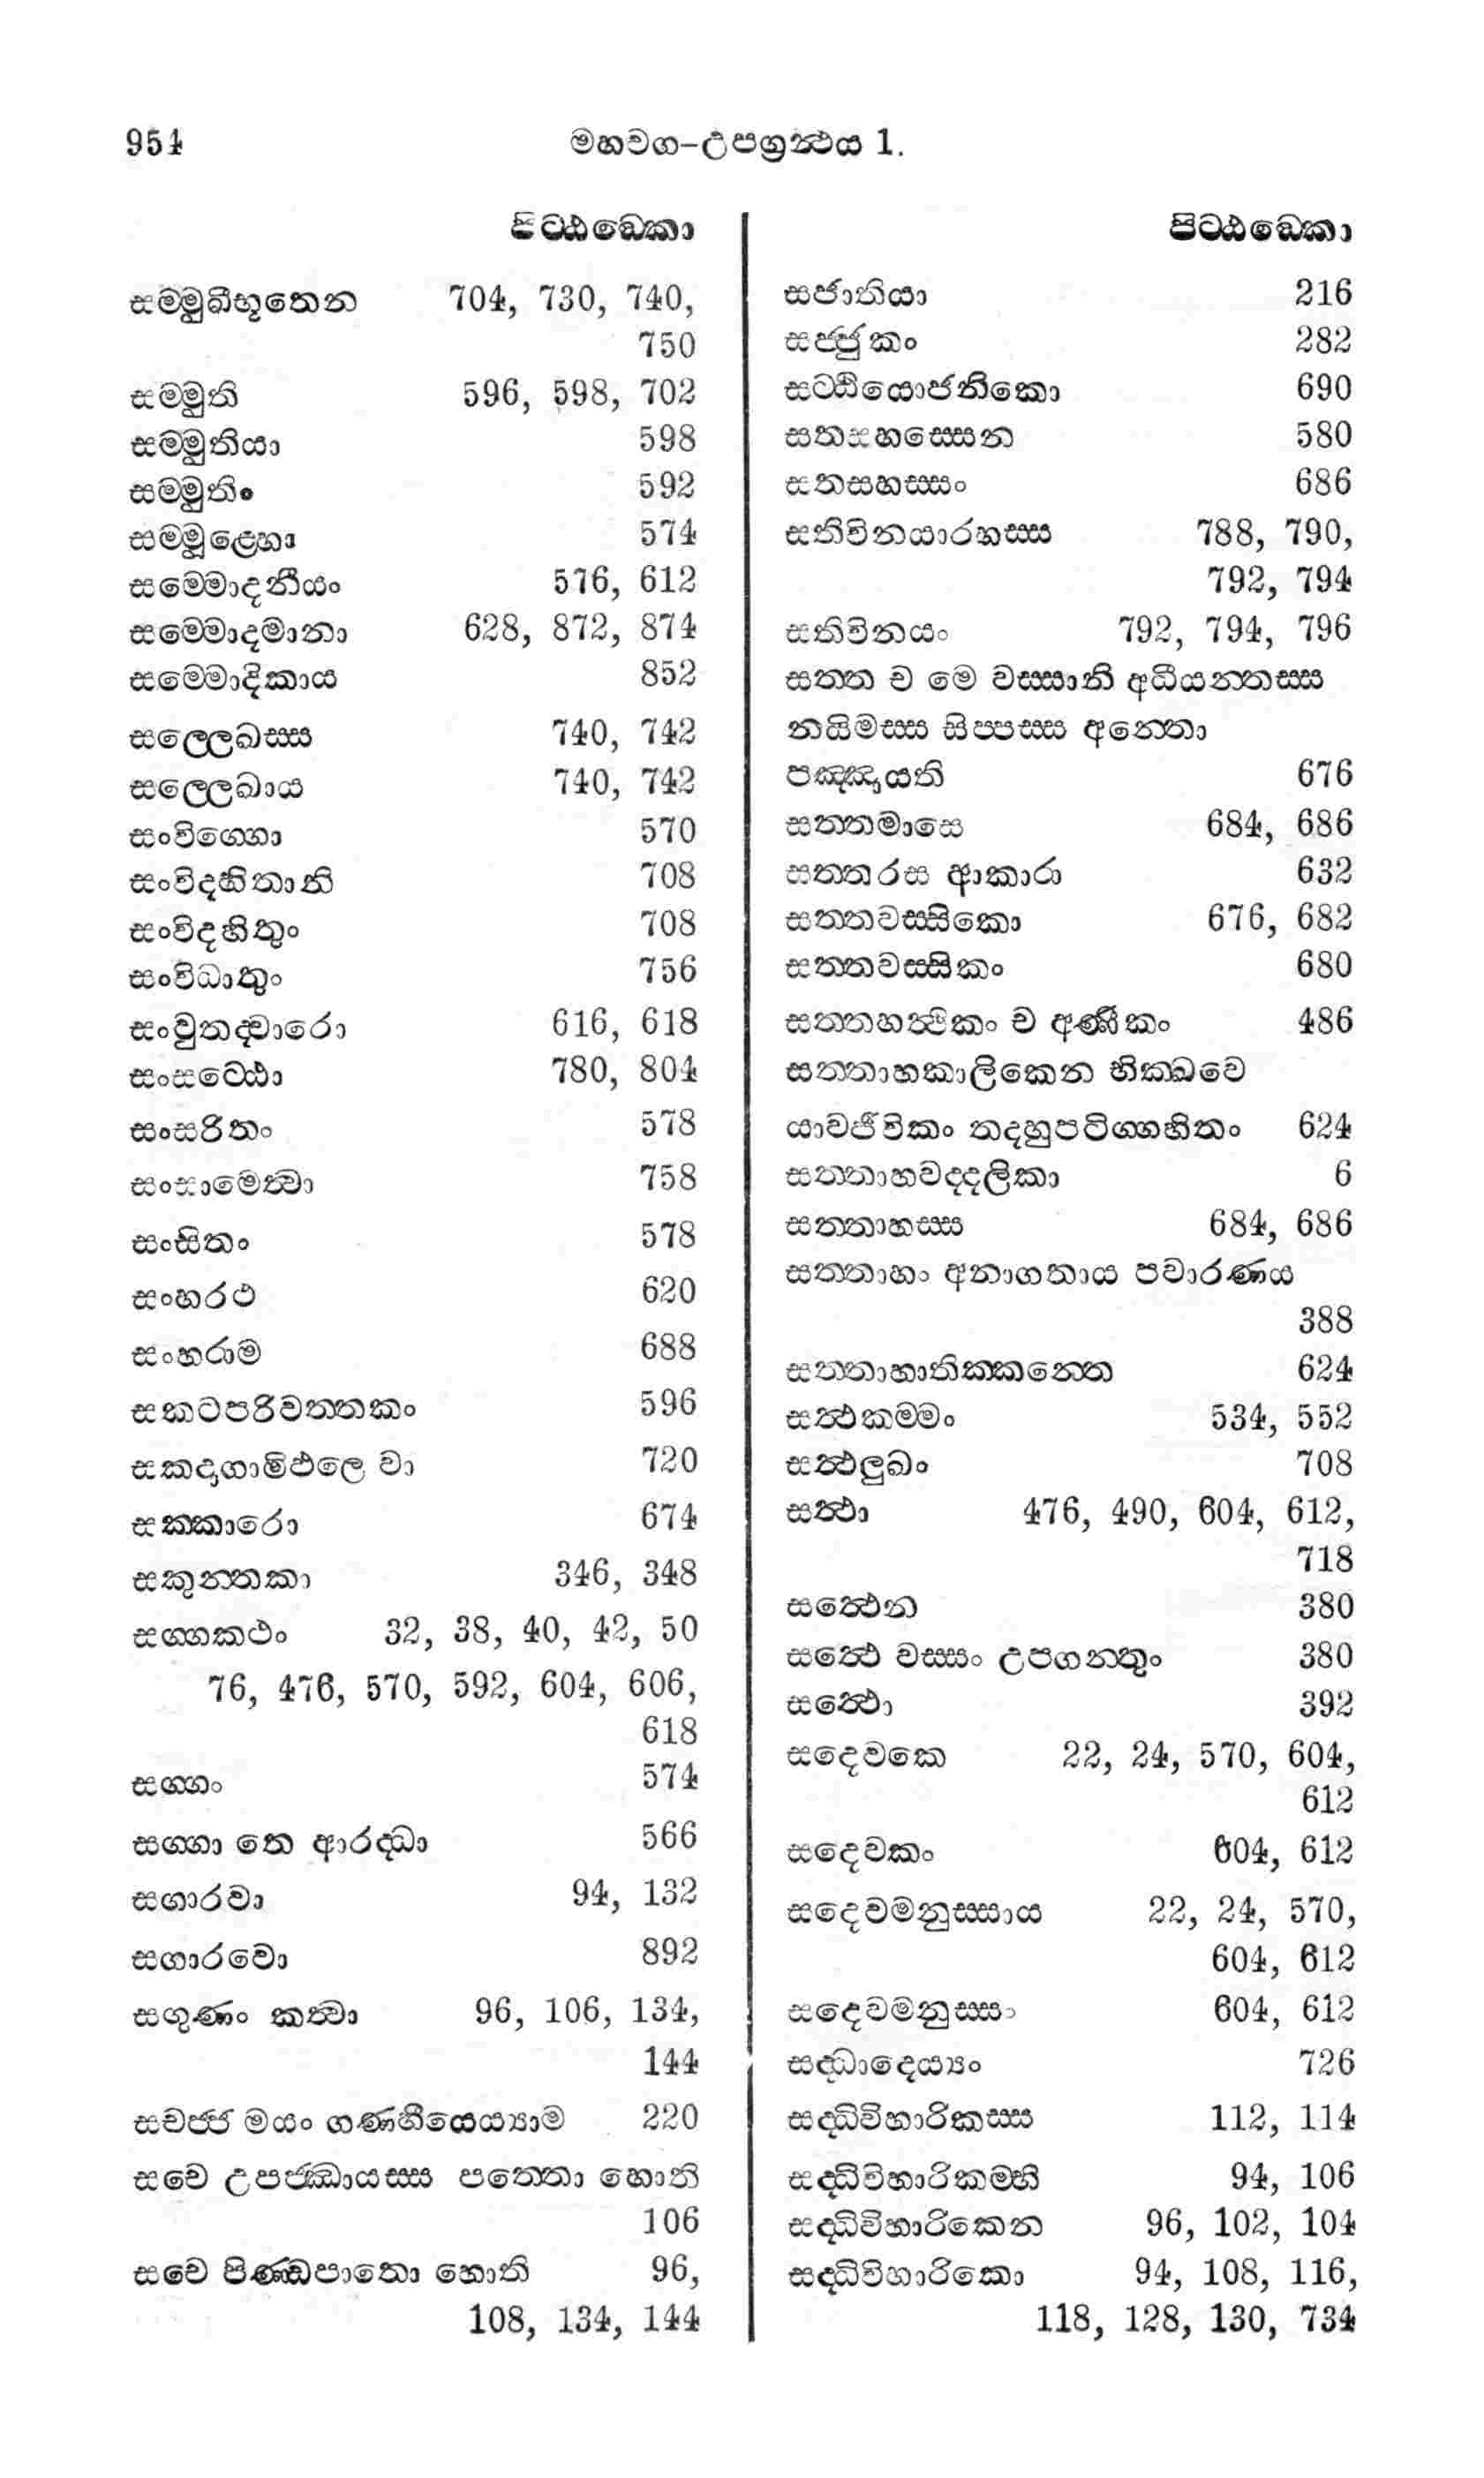 954 මහවග-උපග්‍රන්‍ථය 1.
පිටඨඞ්කො
සම්මුඛීභූතෙන 704, 730, 740,
750
සම්මුති 596, 598, 702
සම්මුතියා 598
සම්මුතිං 592
සම්මූළ්හො 574
සම්මොදනීයං 576, 612
සම්මොදමානා 628, 872, 874
සම්මොදිකාය 852
සල්ලෙඛස්ස 740, 742
සල්ලෙඛාය 740, 742
සංවිග්ගො 570
සංවිදහිතානි 708
සංවිදහිතුං 708
සංවිධාතුං 756
සංවුතද්වාරො 616, 618
සංසට්ඨො 780, 804
සංසරිතං 578
සංසාමෙත්‍වා 758
සංසිතං 578
සංහරථ 620
සංහරාම 688
සකටපරිවත්තකං 596
සකදාගාමිඵලෙ වා 720
සක්කාරො 674
සකුන්තකා 346, 348
සග්ගකථං 32, 38, 40, 42, 50
76, 476, 570, 592, 604, 606,
618
සග්ගං 574
සග්ගා තෙ ආරද්ධා 566
සගාරවා 94, 132
සගාරවො 892
සගුණං කත්‍වා 96, 106, 134,
144
සචජ්ජ මයං ගණ්හීයෙය්‍යාම 220
සචෙ උපජ්ඣායස්ස පත්තො හොති
106
සචෙ පිණ්ඩපාතො හොති 96,
108, 134, 144
පිටඨඞ්කො
සජාතියා 216
සජ්ජුකං 282
සට්ඨියොජනිකො 690
සතසහස්සෙන 580
සතසහස්සං 686
සතිවිනයාරහස්ස 788, 790,
792, 794
සතිවිනයං 792, 794, 796
සත්ත ච මෙ වස්සානි අධීයන්තස්ස
නයිමස්ස සිප්පස්ස අන්තො
පඤ්ඤායති 676
සත්තමාසෙ 684, 686
සත්තරස ආකාරා 632
සත්තවස්සිකො 676, 682
සත්තවස්සිකං 680
සත්තහත්‍ථිකං ච අණීකං 486
සත්තාහකාලිකෙන භික්ඛවෙ
යාවජීවිකං තදහුපටිග්ගහිතං 624
සත්තාහවද්දලිකා 6
සත්තාහස්ස 684, 686
සත්තාහං අනාගතාය පවාරණය
388
සත්තාහාතික්කන්තෙ 624
සත්‍ථකම්මං 534, 552
සත්‍ථලුඛං 708
සත්‍ථා 476, 490, 604, 612,
718
සත්‍ථෙන 380
සත්‍ථෙ වස්සං උපගන්තුං 380
සත්‍ථො 392
සදෙවකෙ 22, 24, 570, 604,
612
සදෙවකං 604, 612
සදෙවමනුස්සාය 22, 24, 570,
604, 612
සදෙවමනුස්සා 604, 612
සද්ධාදෙය්‍යං 726
සද්ධිවිහාරිකස්ස 112, 114
සද්ධිවිහාරිකම්හි 94, 106
සද්ධිවිහාරිකෙන 96, 102, 104
සද්ධිවිහාරිකො 94, 108, 116,
118, 128, 130, 734